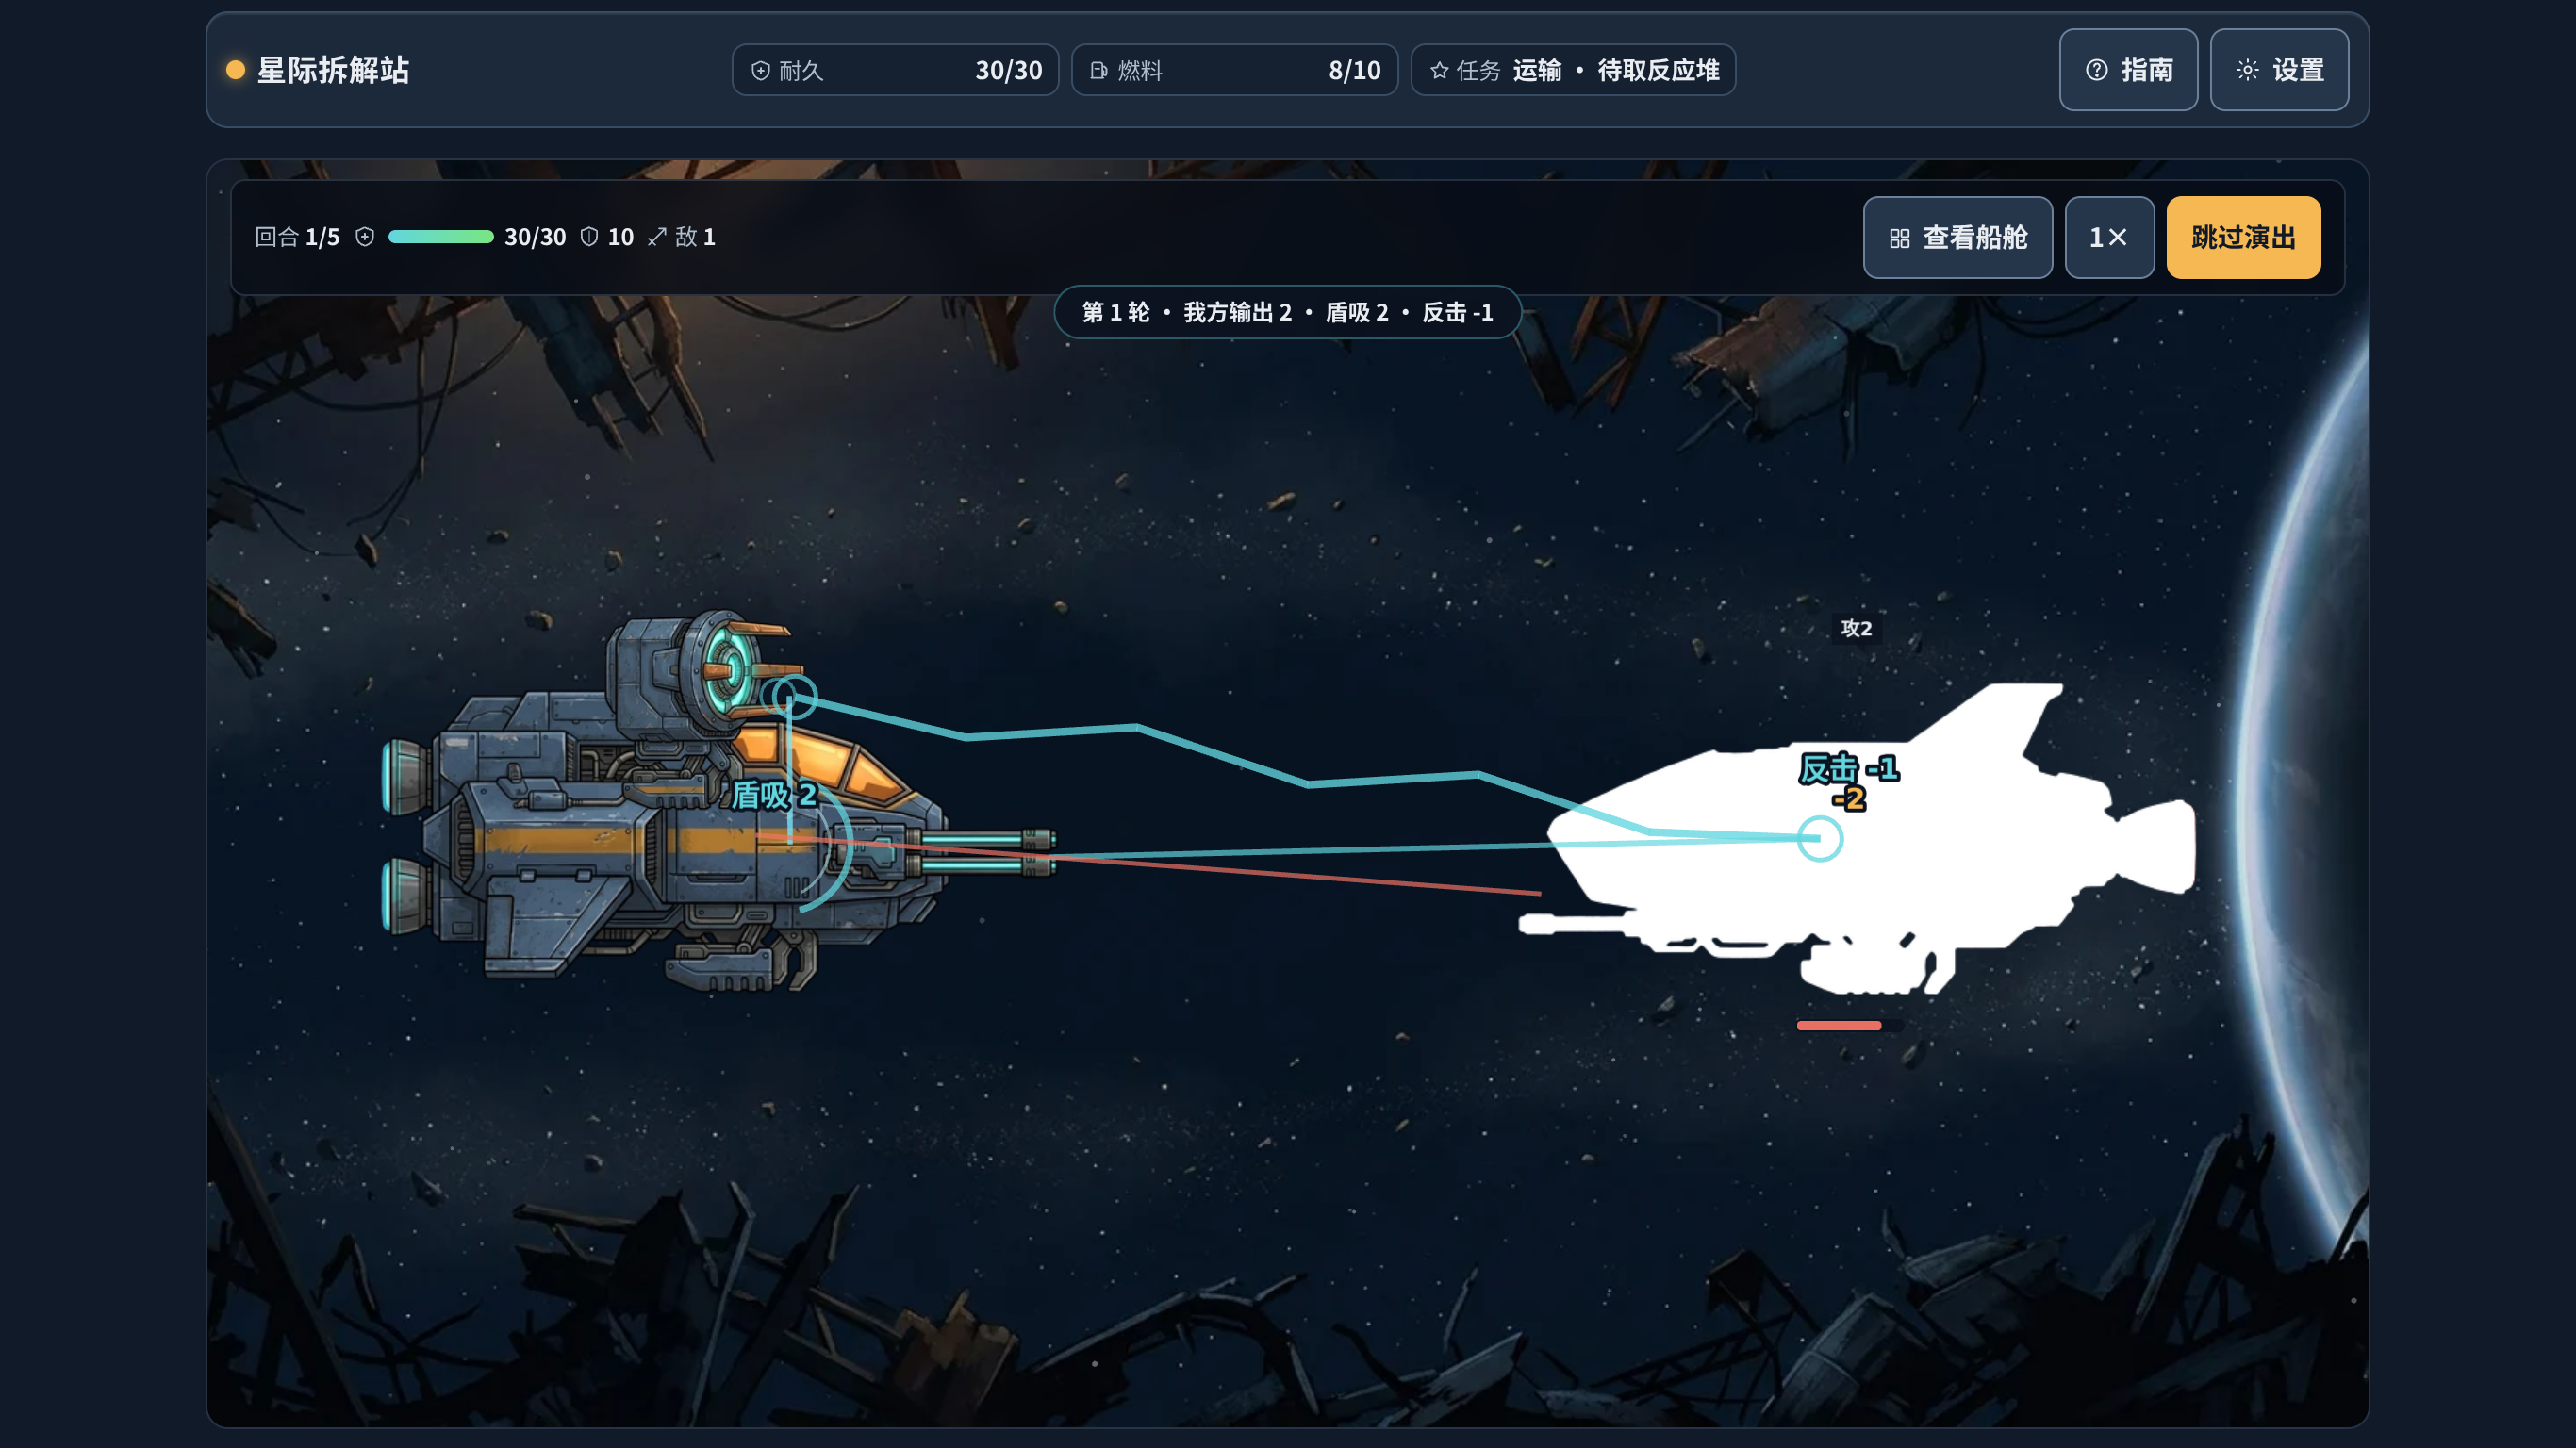 星际拆解站
耐久 30/30
燃料 8/10
任务 运输 · 待取反应堆
指南
设置
回合 1/5 30/30 10 敌 1
查看船舱
1×
跳过演出
第 1 轮 · 我方输出 2 · 盾吸 2 · 反击 -1
攻2
反击 -1
-2
盾吸 2